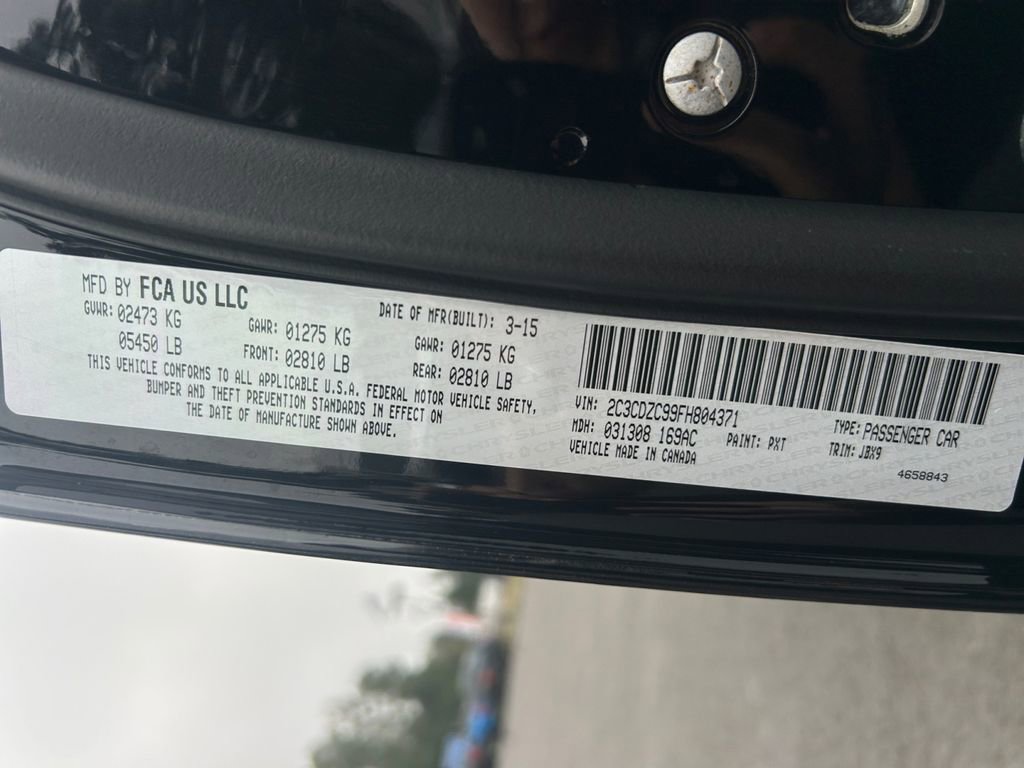 MFD BY FCA US LLC
DATE OF MFR(BUILT): 3-15
GVWR: 02473 KG
05450 LB
GAWR: 01275 KG
FRONT: 02810 LB
GAWR: 01275 KG
REAR: 02810 LB
THIS VEHICLE CONFORMS TO ALL APPLICABLE U.S.A. FEDERAL MOTOR VEHICLE SAFETY,
BUMPER AND THEFT PREVENTION STANDARDS IN EFFECT ON
THE DATE OF MANUFACTURE SHOWN ABOVE.
VIN: 2C3CDZC99FH804371
TYPE: PASSENGER CAR
MDH: 031308 169AC
PAINT: PXT
TRIM: JBX9
VEHICLE MADE IN CANADA
4658843